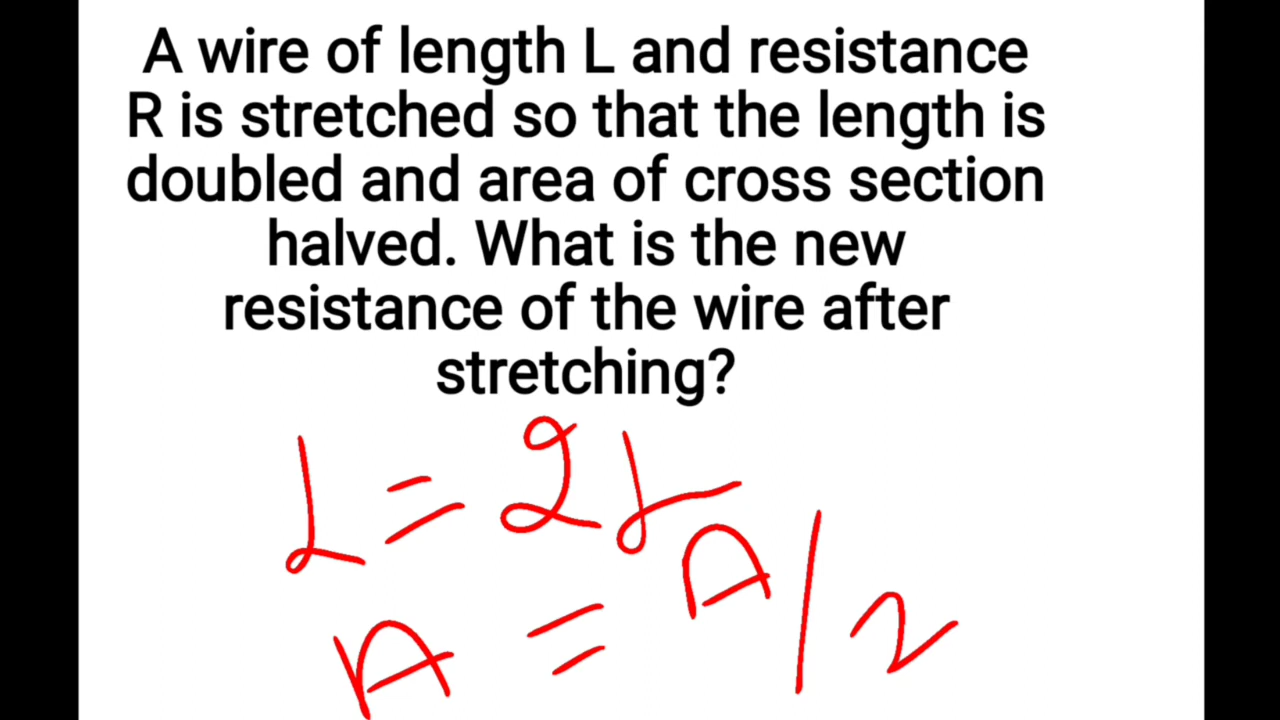 A wire of length L and resistance
R is stretched so that the length is
doubled and area of cross section
halved. What is the new
resistance of the wire after
stretching?
L = 2L
A = A/2